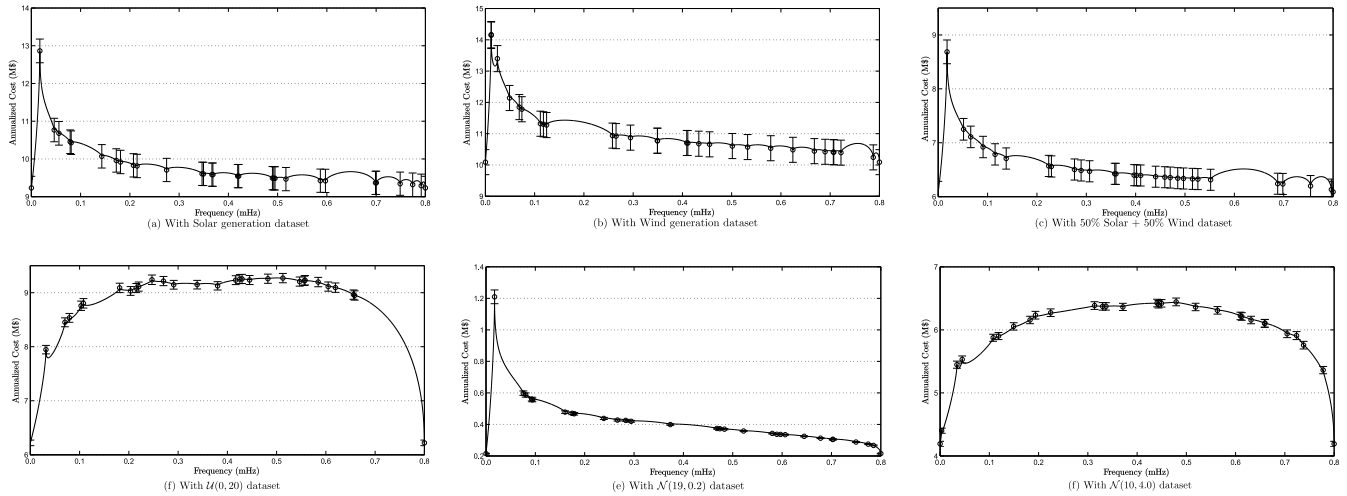 14
13
12
11
10
9
Annualized Cost (M$)
0.0 0.1 0.2 0.3 0.4 0.5 0.6 0.7 0.8
Frequency (mHz)
(a) With Solar generation dataset
15
14
13
12
11
10
9
Annualized Cost (M$)
0.0 0.1 0.2 0.3 0.4 0.5 0.6 0.7 0.8
Frequency (mHz)
(b) With Wind generation dataset
9
8
7
6
Annualized Cost (M$)
0.0 0.1 0.2 0.3 0.4 0.5 0.6 0.7 0.8
Frequency (mHz)
(c) With 50% Solar + 50% Wind dataset
9
8
7
6
Annualized Cost (M$)
0.0 0.1 0.2 0.3 0.4 0.5 0.6 0.7 0.8
Frequency (mHz)
(f) With 𝒰(0, 20) dataset
1.4
1.2
1
0.8
0.6
0.4
0.2
Annualized Cost (M$)
0.0 0.1 0.2 0.3 0.4 0.5 0.6 0.7 0.8
Frequency (mHz)
(e) With 𝒩(19, 0.2) dataset
7
6
5
4
Annualized Cost (M$)
0.0 0.1 0.2 0.3 0.4 0.5 0.6 0.7 0.8
Frequency (mHz)
(f) With 𝒩(10, 4.0) dataset